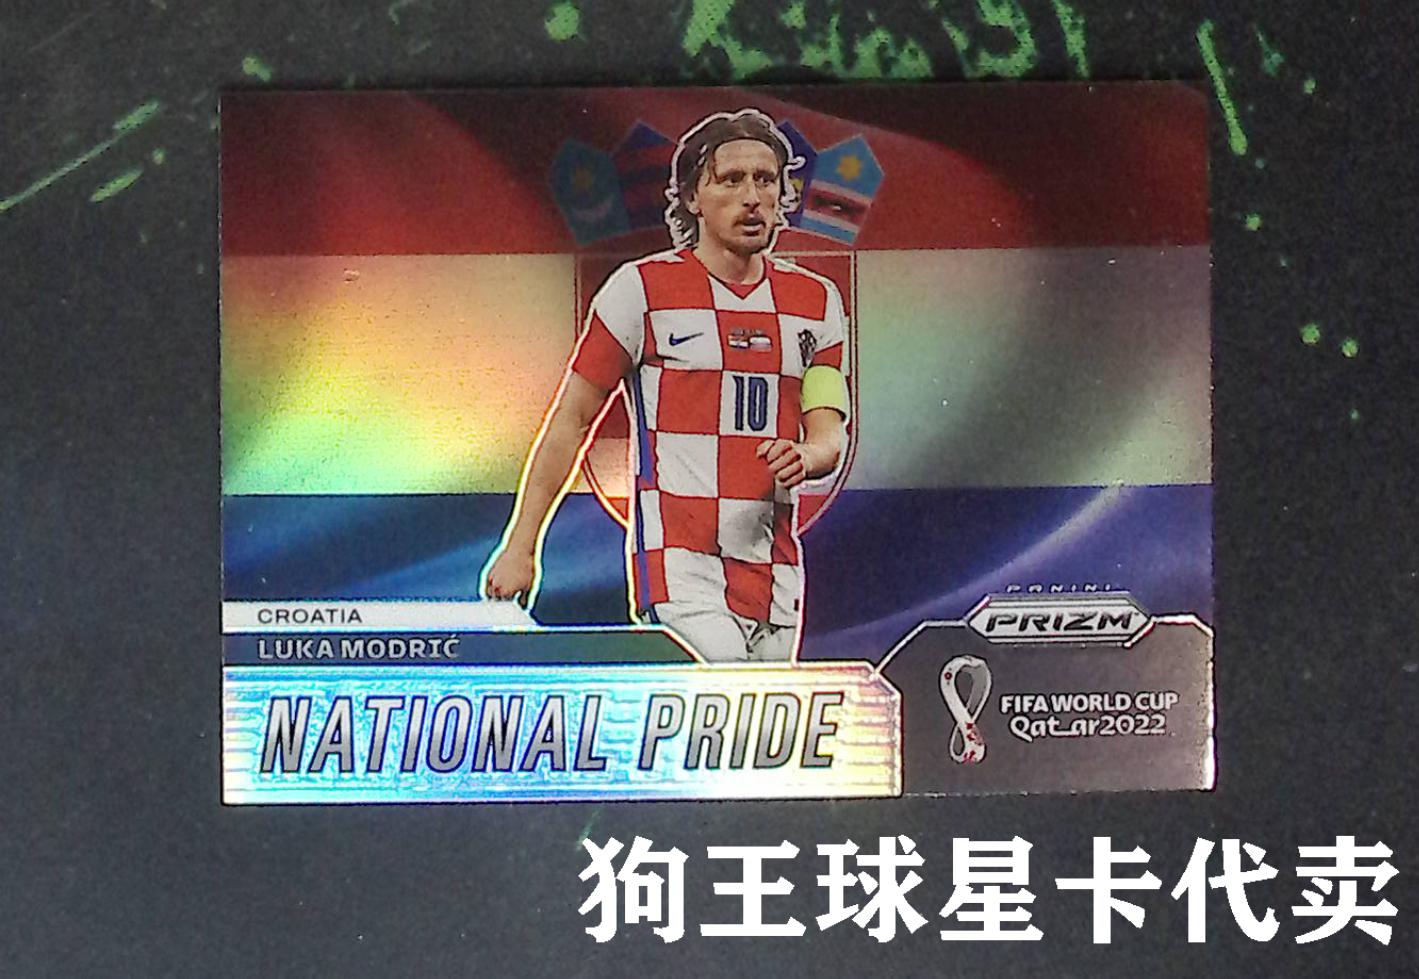 10
CROATIA
LUKA MODRIĆ
NATIONAL PRIDE
PANINI
PRIZM
FIFA WORLD CUP
Qatar2022
狗王球星卡代卖